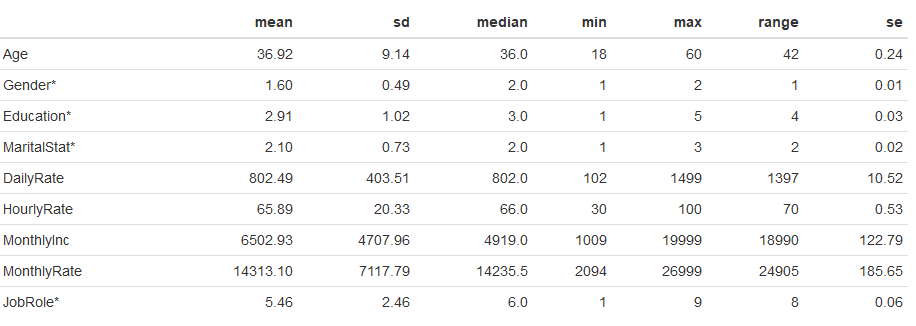 mean sd median min max range se
Age 36.92 9.14 36.0 18 60 42 0.24
Gender* 1.60 0.49 2.0 1 2 1 0.01
Education* 2.91 1.02 3.0 1 5 4 0.03
MaritalStat* 2.10 0.73 2.0 1 3 2 0.02
DailyRate 802.49 403.51 802.0 102 1499 1397 10.52
HourlyRate 65.89 20.33 66.0 30 100 70 0.53
MonthlyInc 6502.93 4707.96 4919.0 1009 19999 18990 122.79
MonthlyRate 14313.10 7117.79 14235.5 2094 26999 24905 185.65
JobRole* 5.46 2.46 6.0 1 9 8 0.06